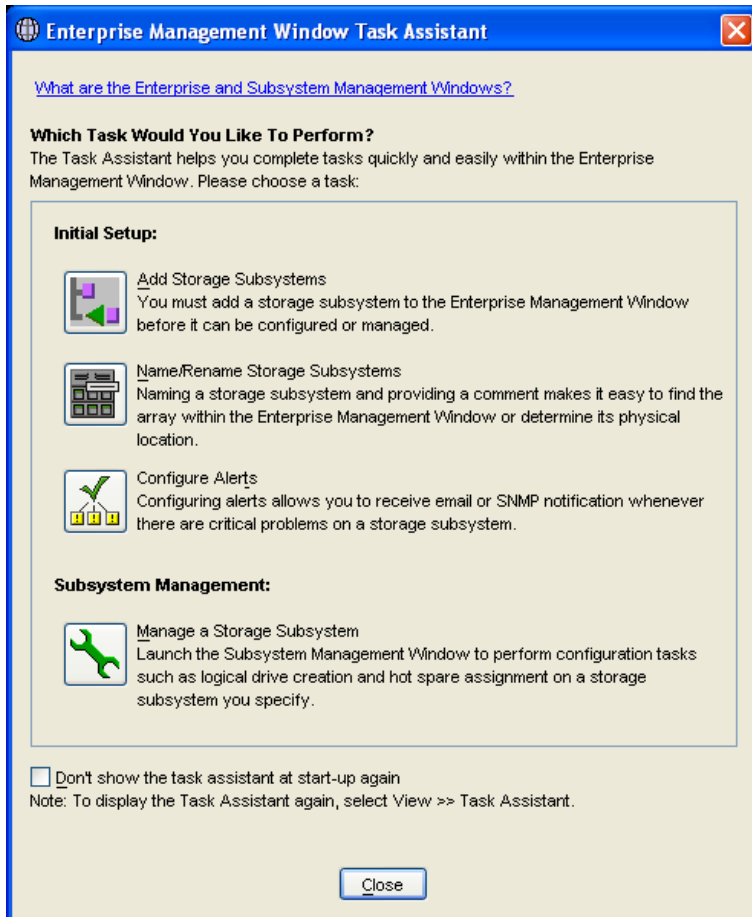 Enterprise Management Window Task Assistant
What are the Enterprise and Subsystem Management Windows?
Which Task Would You Like To Perform?
The Task Assistant helps you complete tasks quickly and easily within the Enterprise
Management Window. Please choose a task:
Initial Setup:
Add Storage Subsystems
You must add a storage subsystem to the Enterprise Management Window
before it can be configured or managed.
Name/Rename Storage Subsystems
Naming a storage subsystem and providing a comment makes it easy to find the
array within the Enterprise Management Window or determine its physical
location.
Configure Alerts
Configuring alerts allows you to receive email or SNMP notification whenever
there are critical problems on a storage subsystem.
Subsystem Management:
Manage a Storage Subsystem
Launch the Subsystem Management Window to perform configuration tasks
such as logical drive creation and hot spare assignment on a storage
subsystem you specify.
Don't show the task assistant at start-up again
Note: To display the Task Assistant again, select View >> Task Assistant.
Close